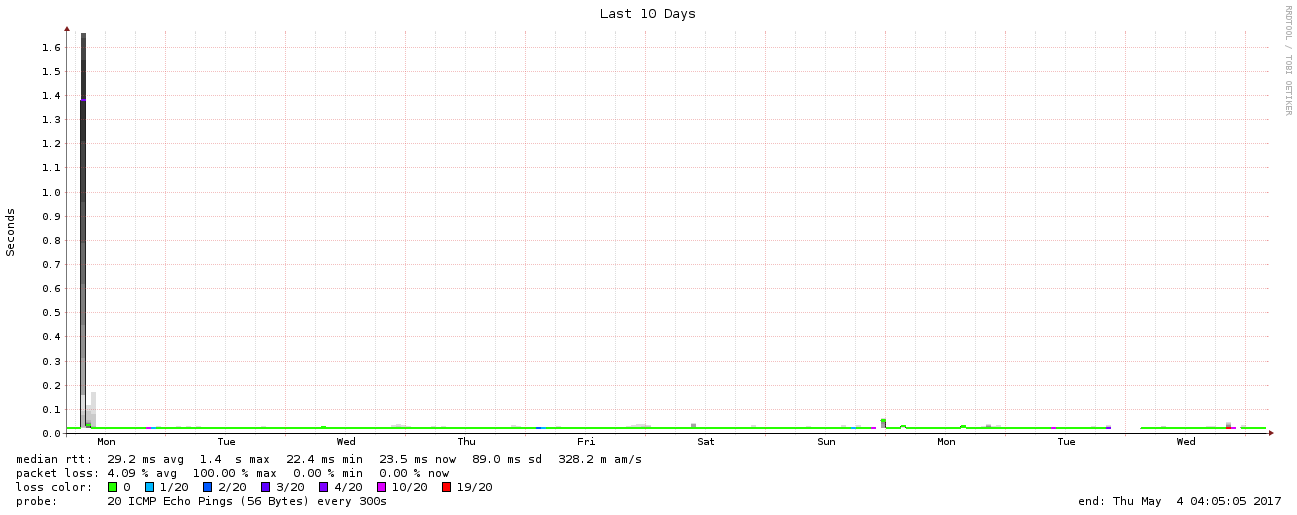 Last 10 Days
RRDTOOL / TOBI OETIKER
Seconds
1.6
1.5
1.4
1.3
1.2
1.1
1.0
0.9
0.8
0.7
0.6
0.5
0.4
0.3
0.2
0.1
0.0
Mon Tue Wed Thu Fri Sat Sun Mon Tue Wed
median rtt: 29.2 ms avg 1.4 s max 22.4 ms min 23.5 ms now 89.0 ms sd 328.2 m am/s
packet loss: 4.09 % avg 100.00 % max 0.00 % min 0.00 % now
loss color: 0 1/20 2/20 3/20 4/20 10/20 19/20
probe: 20 ICMP Echo Pings (56 Bytes) every 300s end: Thu May 4 04:05:05 2017